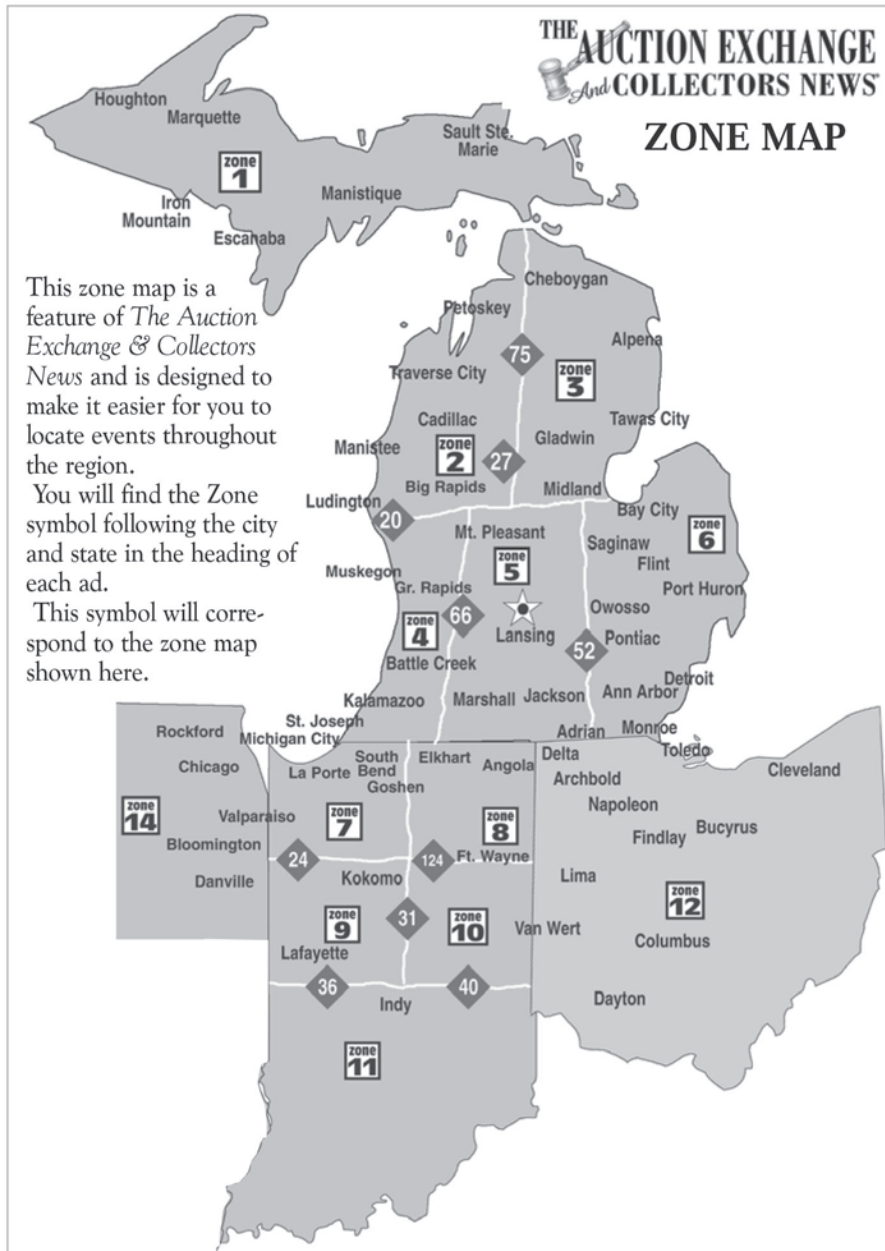 THE
AUCTION EXCHANGE
And COLLECTORS NEWS
ZONE MAP
Houghton
Marquette
Sault Ste.
Marie
zone
1
Manistique
Iron
Mountain
Escanaba
This zone map is a
feature of The Auction
Exchange & Collectors
News and is designed to
make it easier for you to
locate events throughout
the region.
You will find the Zone
symbol following the city
and state in the heading of
each ad.
This symbol will corre-
spond to the zone map
shown here.
Cheboygan
Petoskey
Alpena
75
Traverse City
zone
3
Cadillac
Tawas City
Gladwin
Manistee
zone
2
27
Big Rapids
Midland
Ludington
20
Bay City
Mt. Pleasant
zone
6
Saginaw
zone
5
Flint
Muskegon
Gr. Rapids
Port Huron
Owosso
66
zone
4
Lansing
Pontiac
52
Battle Creek
Detroit
Ann Arbor
Kalamazoo
Marshall
Jackson
St. Joseph
Monroe
Adrian
Rockford
Michigan City
Toledo
South
Bend
Elkhart
Delta
Chicago
La Porte
Angola
Cleveland
Goshen
Archbold
Napoleon
zone
14
Valparaiso
zone
7
zone
8
Bucyrus
Findlay
Bloomington
24
124
Ft. Wayne
Danville
Kokomo
Lima
zone
12
31
zone
9
zone
10
Van Wert
Columbus
Lafayette
36
40
Indy
Dayton
zone
11